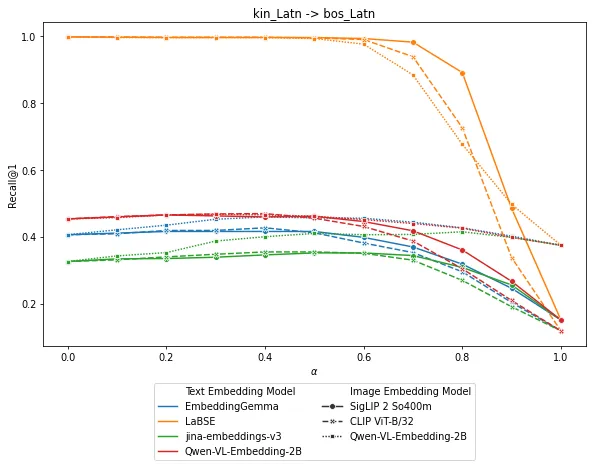 kin_Latn -> bos_Latn
1.0
0.8
0.6
0.4
0.2
Recall@1
0.0 0.2 0.4 0.6 0.8 1.0
α
Text Embedding Model Image Embedding Model
EmbeddingGemma SigLIP 2 So400m
LaBSE CLIP ViT-B/32
jina-embeddings-v3 Qwen-VL-Embedding-2B
Qwen-VL-Embedding-2B